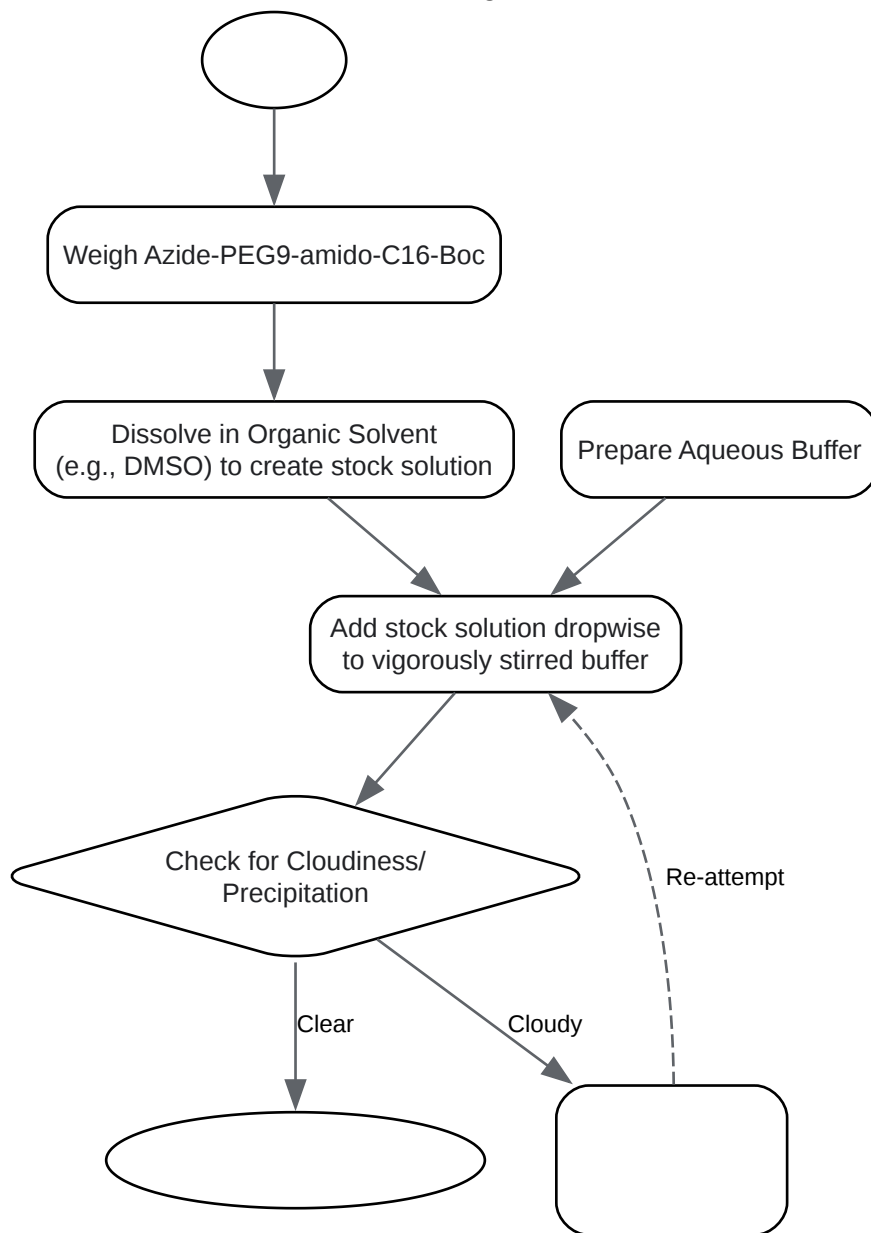 Weigh Azide-PEG9-amido-C16-Boc
Dissolve in Organic Solvent
(e.g., DMSO) to create stock solution
Prepare Aqueous Buffer
Add stock solution dropwise
to vigorously stirred buffer
Check for Cloudiness/
Precipitation
Re-attempt
Clear
Cloudy